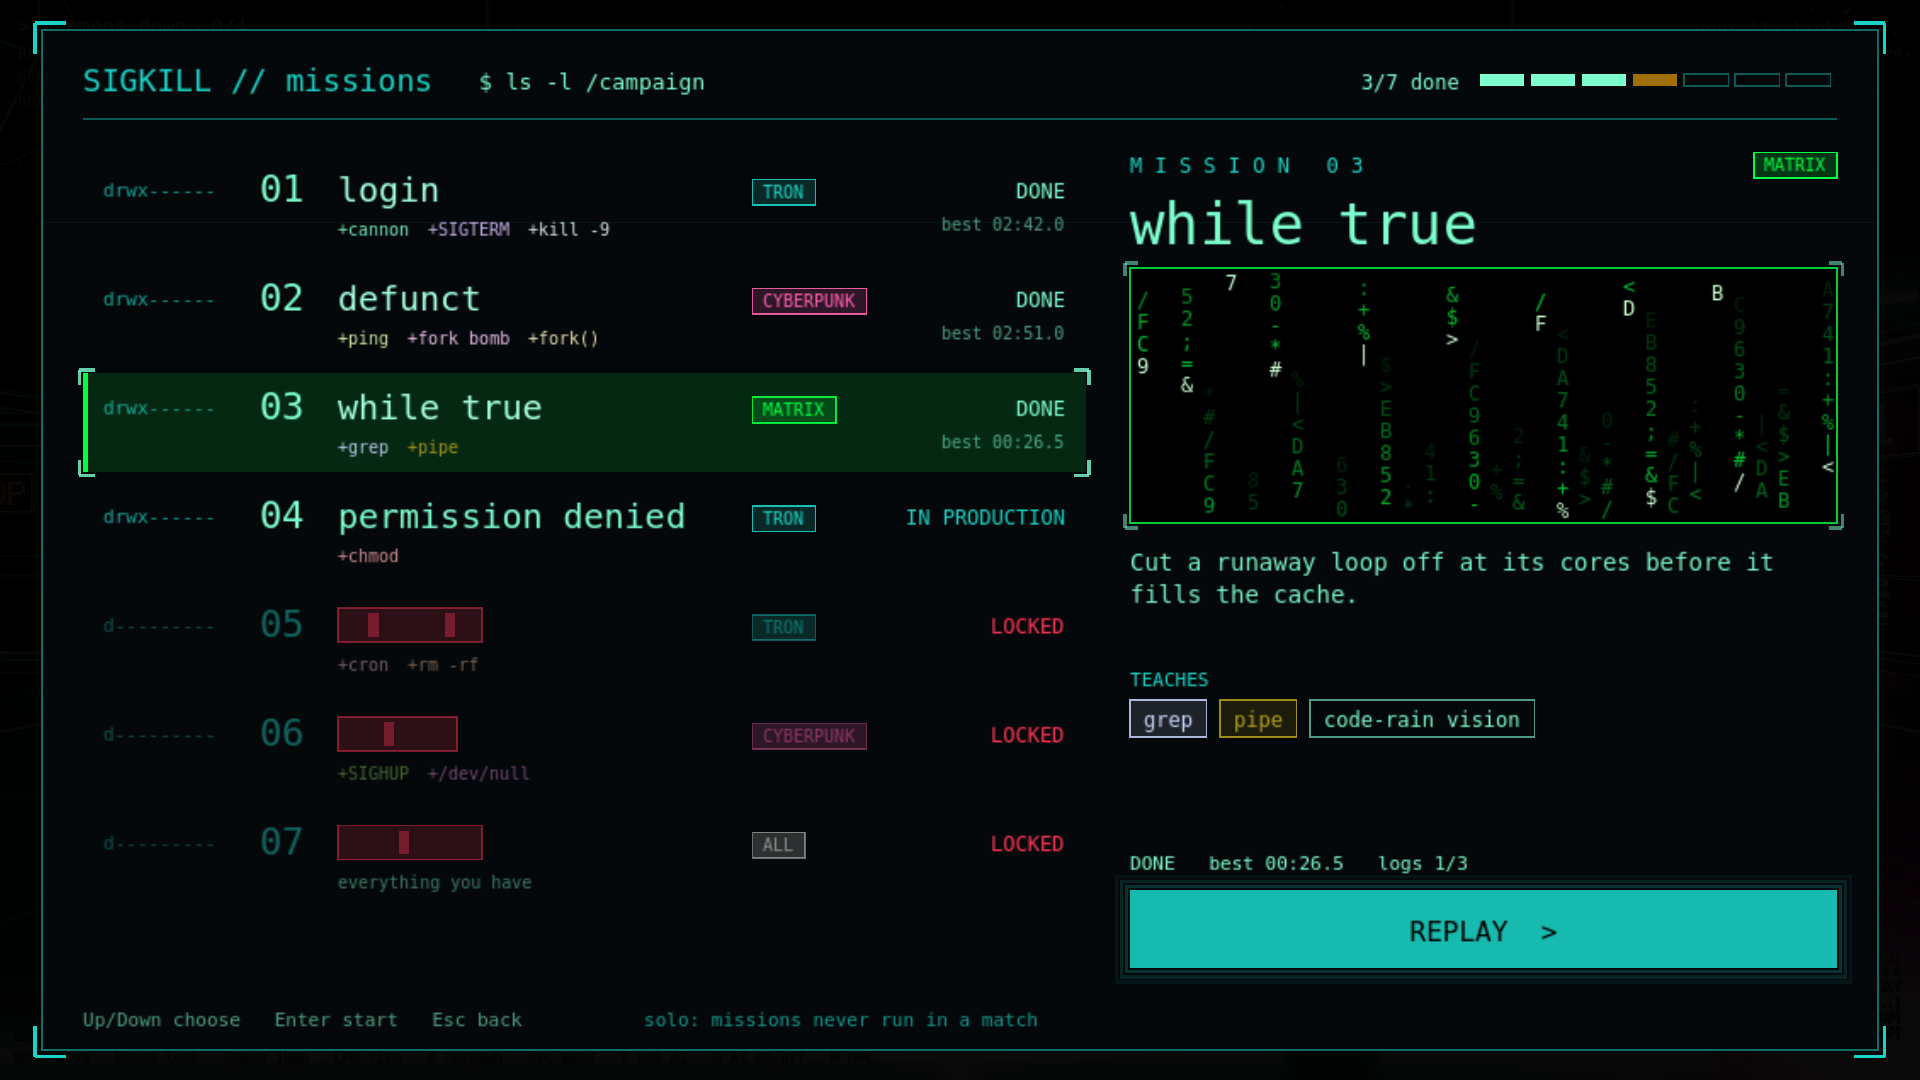 SIGKILL // missions $ ls -l /campaign 3/7 done
drwx------ 01 login TRON DONE
+cannon +SIGTERM +kill -9 best 02:42.0
drwx------ 02 defunct CYBERPUNK DONE
+ping +fork bomb +fork() best 02:51.0
drwx------ 03 while true MATRIX DONE
+grep +pipe best 00:26.5
drwx------ 04 permission denied TRON IN PRODUCTION
+chmod
d--------- 05 TRON LOCKED
+cron +rm -rf
d--------- 06 CYBERPUNK LOCKED
+SIGHUP +/dev/null
d--------- 07 ALL LOCKED
everything you have
MISSION 03 MATRIX
while true
Cut a runaway loop off at its cores before it
fills the cache.
TEACHES
grep pipe code-rain vision
DONE best 00:26.5 logs 1/3
REPLAY >
Up/Down choose Enter start Esc back solo: missions never run in a match